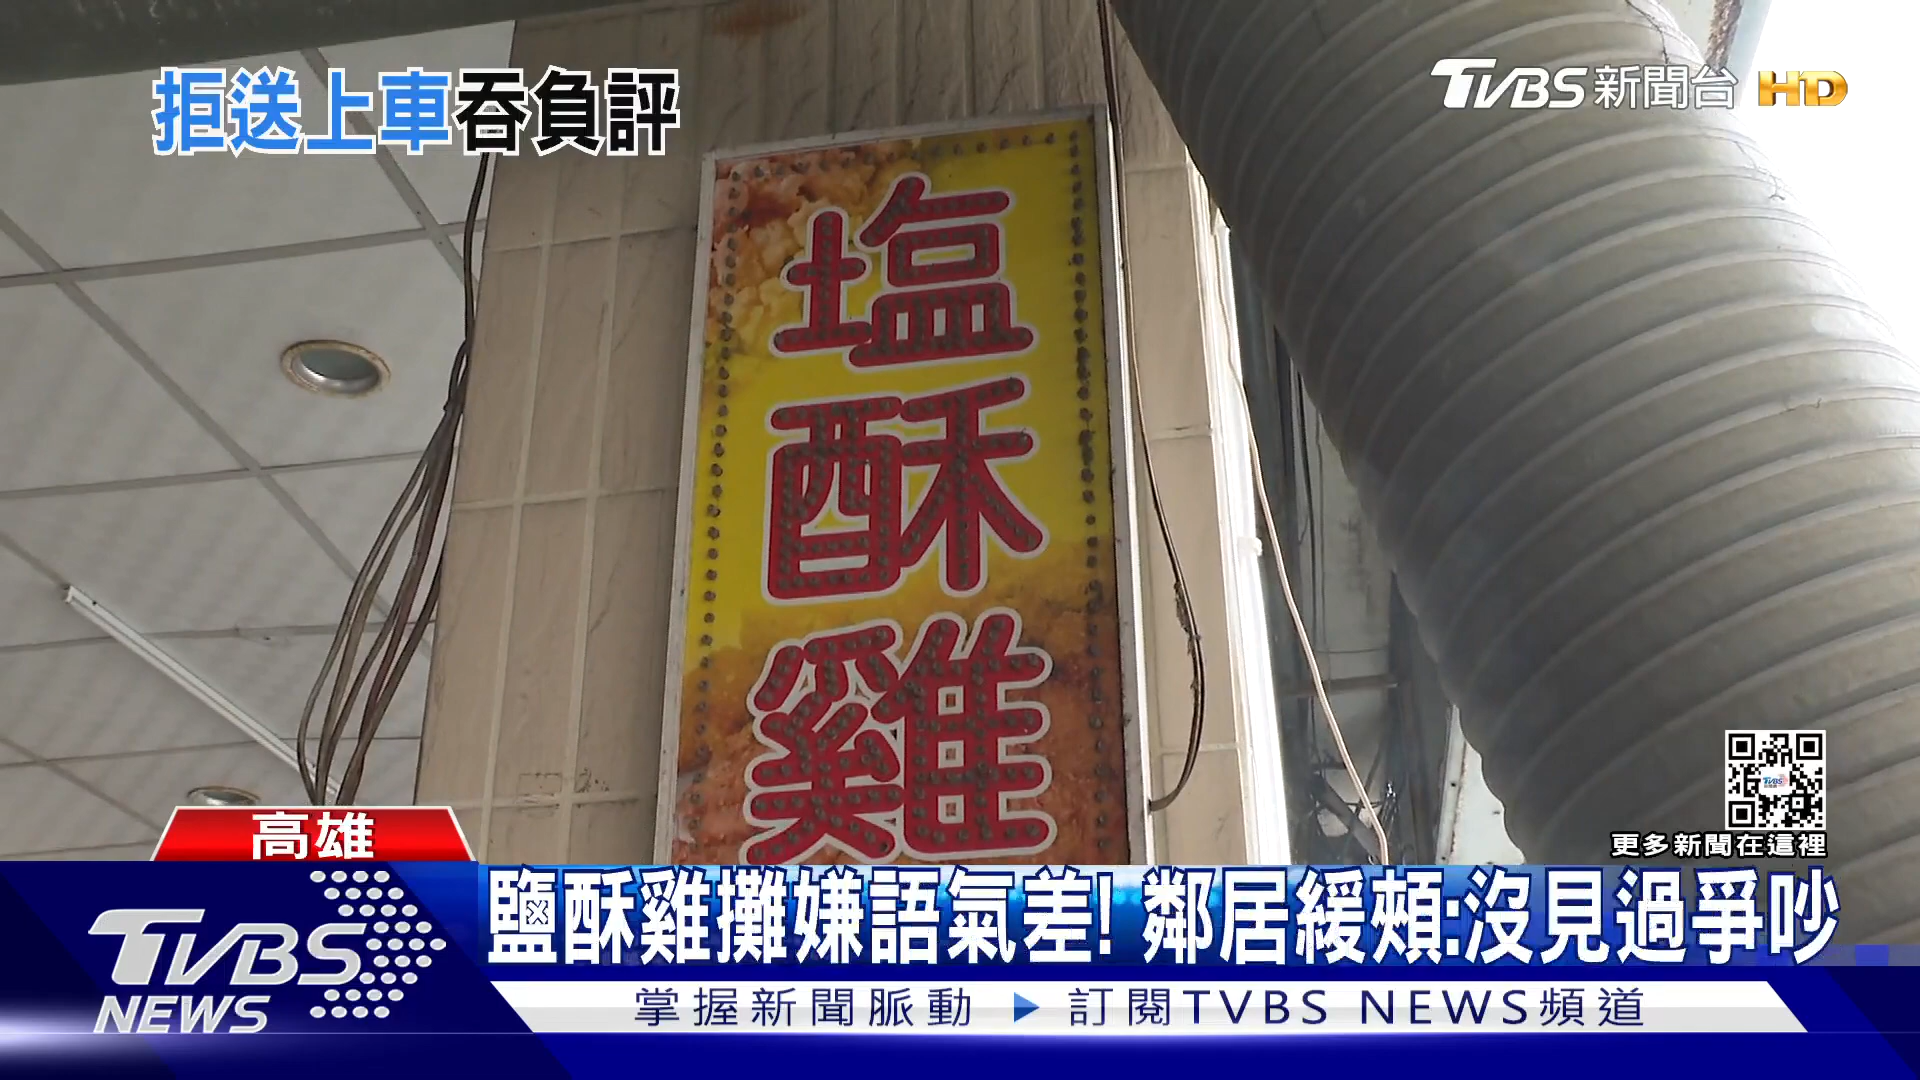 拒送上車吞負評
TVBS新聞台 HD
塩
酥
雞
更多新聞在這裡
高雄
鹽酥雞攤嫌語氣差! 鄰居緩頰:沒見過爭吵
TVBS
NEWS
掌握新聞脈動 ▶ 訂閱TVBS NEWS頻道